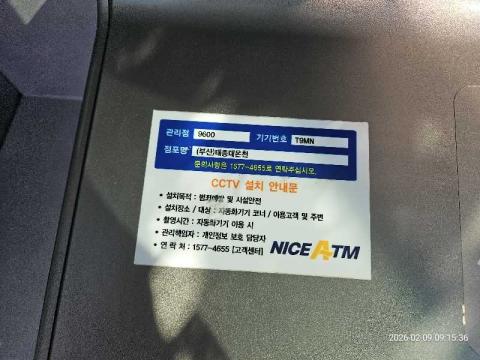 관리점 9600 기기번호 T9MN
점포명 (부산)태종대온천
문의사항은 1577-4655로 연락주십시오.
CCTV 설치 안내문
• 설치목적 : 범죄예방 및 시설안전
• 설치장소 / 대상 : 자동화기기 코너 / 이용고객 및 주변
• 촬영시간 : 자동화기기 이용 시
• 관리책임자 : 개인정보 보호 담당자
• 연 락 처 : 1577-4655 [고객센터]
NICE ATM
2026-02-09 09:15:36